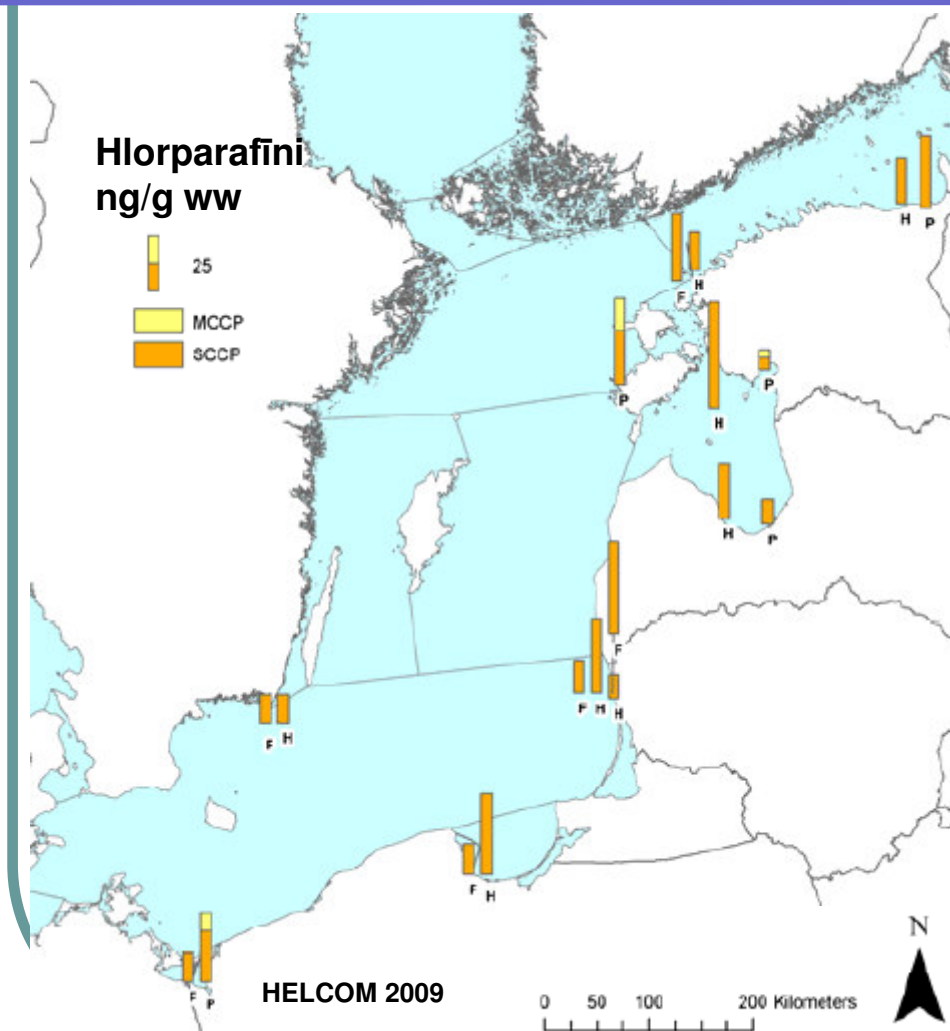 Hlorparafīni
ng/g ww
25
MCCP
SCCP
H P
F H
P
P
H
H P
F
F H H
F H
F H
F P
HELCOM 2009
N
0 50 100 200 Kilometers